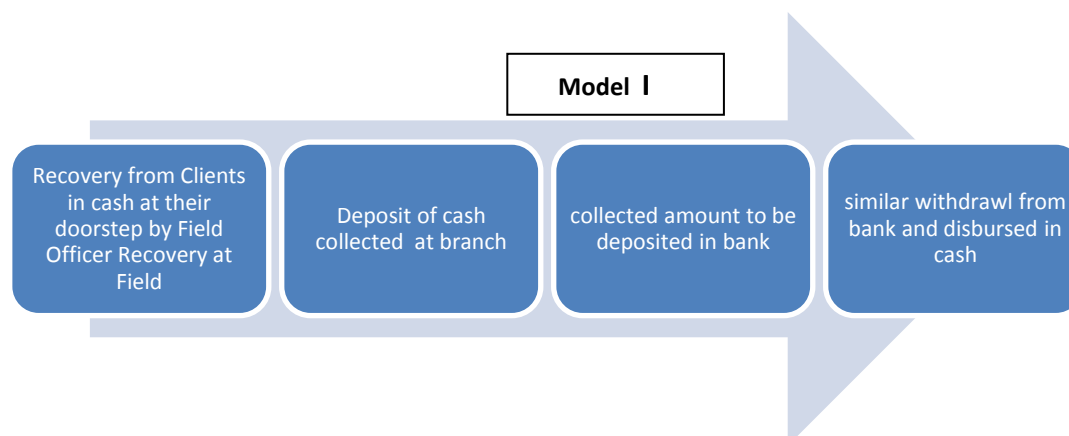 Model I
Recovery from Clients
in cash at their
doorstep by Field
Officer Recovery at
Field
Deposit of cash
collected at branch
collected amount to be
deposited in bank
similar withdrawl from
bank and disbursed in
cash